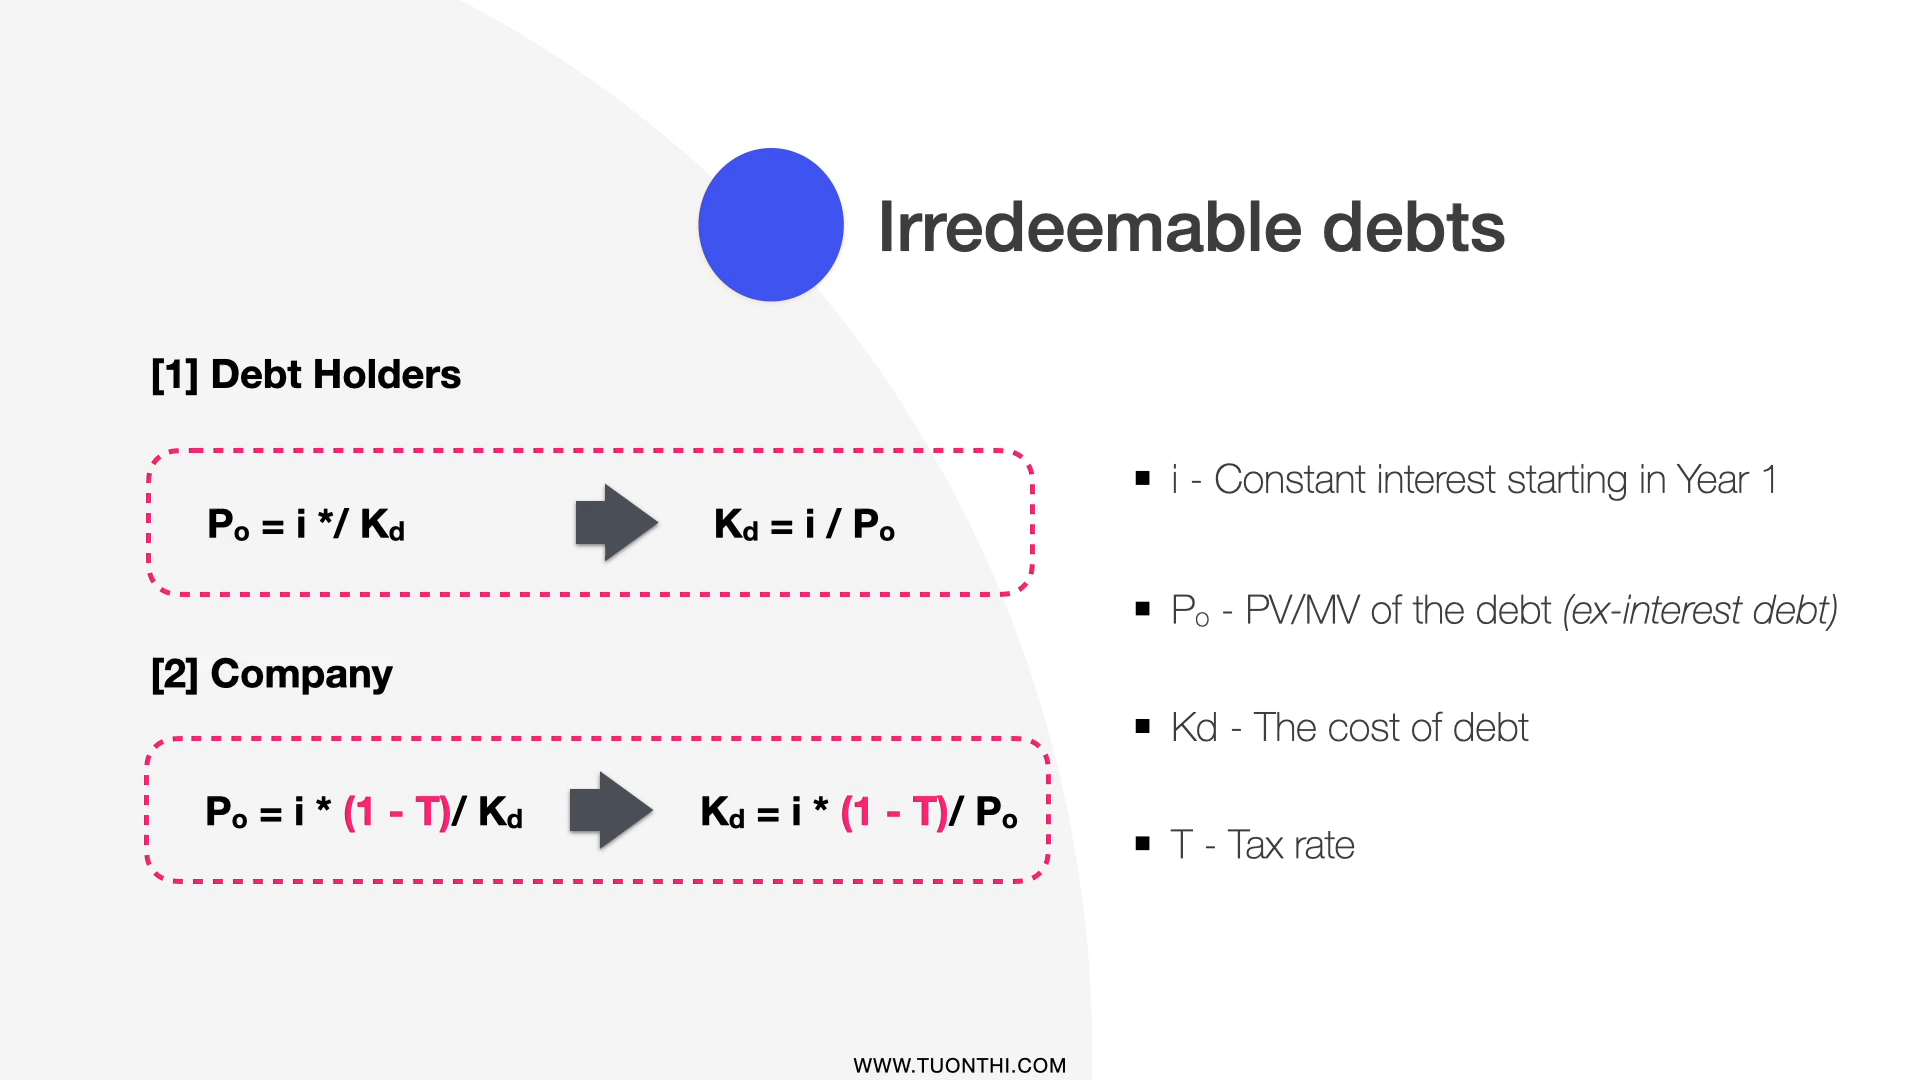 Irredeemable debts
[1] Debt Holders
Pₒ = i */ Kd
Kd = i / Pₒ
[2] Company
Pₒ = i * (1 - T)/ Kd
Kd = i * (1 - T)/ Pₒ
▪ i - Constant interest starting in Year 1
▪ Pₒ - PV/MV of the debt (ex-interest debt)
▪ Kd - The cost of debt
▪ T - Tax rate
WWW.TUONTHI.COM